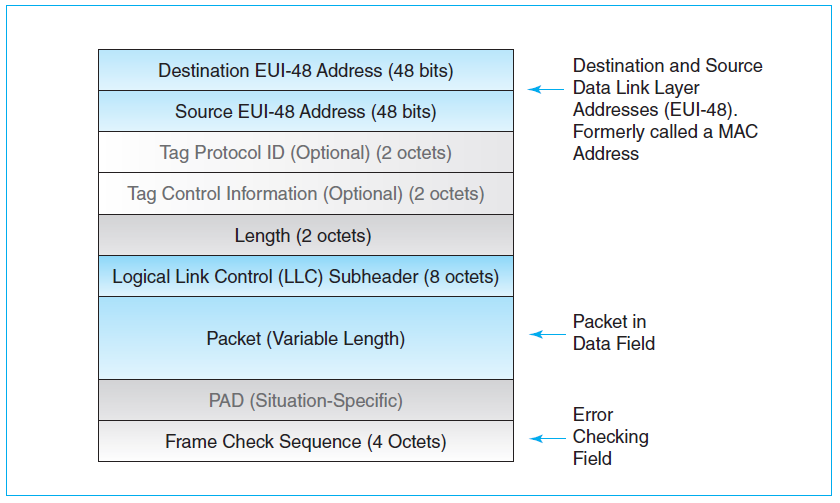 Destination EUI-48 Address (48 bits)
Source EUI-48 Address (48 bits)
Tag Protocol ID (Optional) (2 octets)
Tag Control Information (Optional) (2 octets)
Length (2 octets)
Logical Link Control (LLC) Subheader (8 octets)
Packet (Variable Length)
PAD (Situation-Specific)
Frame Check Sequence (4 Octets)
Destination and Source
Data Link Layer
Addresses (EUI-48).
Formerly called a MAC
Address
Packet in
Data Field
Error
Checking
Field